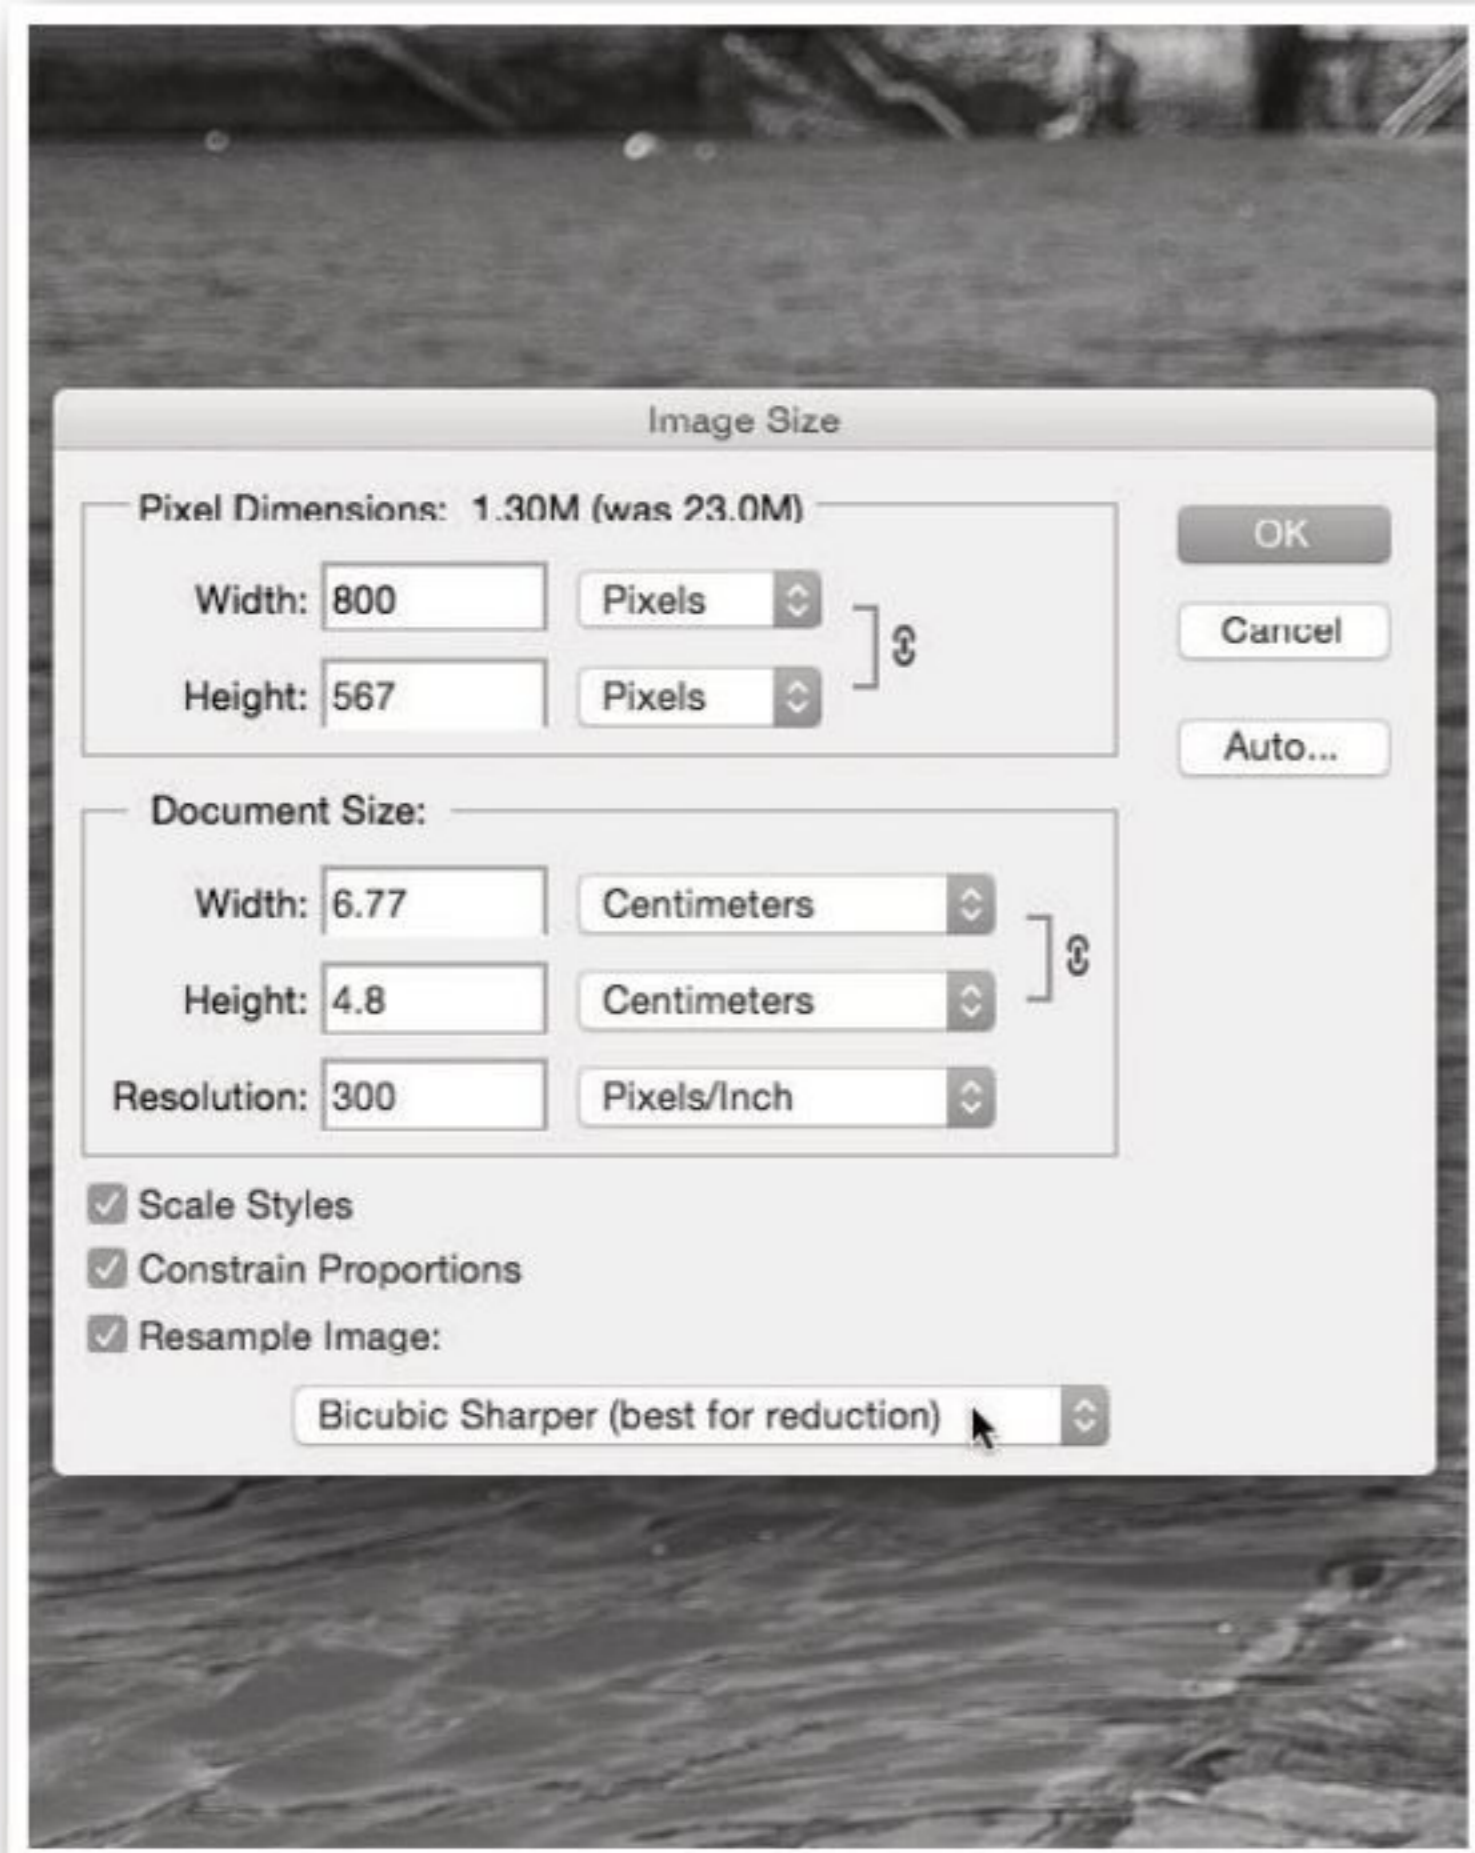 Image Size
Pixel Dimensions: 1.30M (was 23.0M)
OK
Width: 800 Pixels
Cancel
Height: 567 Pixels
Auto...
Document Size:
Width: 6.77 Centimeters
Height: 4.8 Centimeters
Resolution: 300 Pixels/Inch
Scale Styles
Constrain Proportions
Resample Image:
Bicubic Sharper (best for reduction)